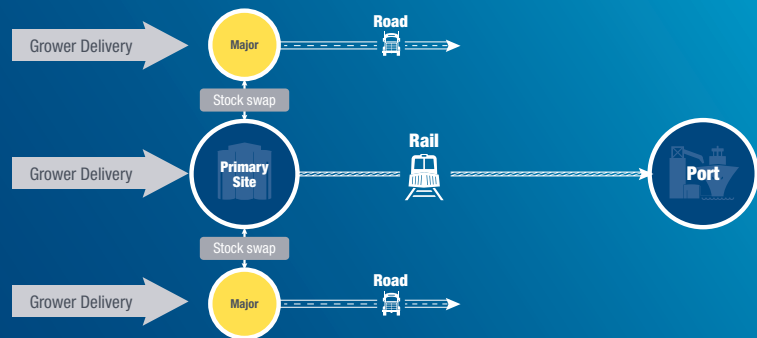 Road
Grower Delivery
Major
Stock swap
Rail
Grower Delivery
Primary
Site
Port
Stock swap
Road
Grower Delivery
Major